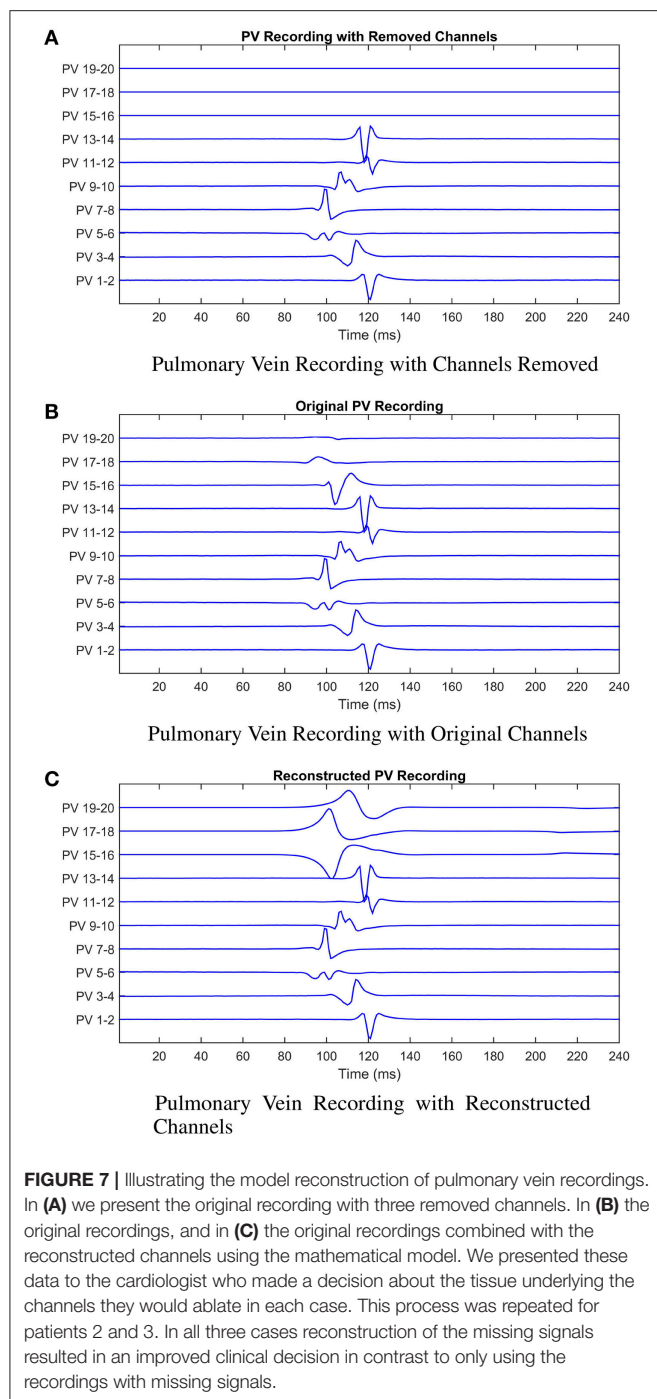 A
PV Recording with Removed Channels
PV 19-20
PV 17-18
PV 15-16
PV 13-14
PV 11-12
PV 9-10
PV 7-8
PV 5-6
PV 3-4
PV 1-2
20 40 60 80 100 120 140 160 180 200 220 240
Time (ms)
Pulmonary Vein Recording with Channels Removed
B
Original PV Recording
PV 19-20
PV 17-18
PV 15-16
PV 13-14
PV 11-12
PV 9-10
PV 7-8
PV 5-6
PV 3-4
PV 1-2
20 40 60 80 100 120 140 160 180 200 220 240
Time (ms)
Pulmonary Vein Recording with Original Channels
C
Reconstructed PV Recording
PV 19-20
PV 17-18
PV 15-16
PV 13-14
PV 11-12
PV 9-10
PV 7-8
PV 5-6
PV 3-4
PV 1-2
20 40 60 80 100 120 140 160 180 200 220 240
Time (ms)
Pulmonary Vein Recording with Reconstructed
Channels
FIGURE 7 | Illustrating the model reconstruction of pulmonary vein recordings.
In (A) we present the original recording with three removed channels. In (B) the
original recordings, and in (C) the original recordings combined with the
reconstructed channels using the mathematical model. We presented these
data to the cardiologist who made a decision about the tissue underlying the
channels they would ablate in each case. This process was repeated for
patients 2 and 3. In all three cases reconstruction of the missing signals
resulted in an improved clinical decision in contrast to only using the
recordings with missing signals.